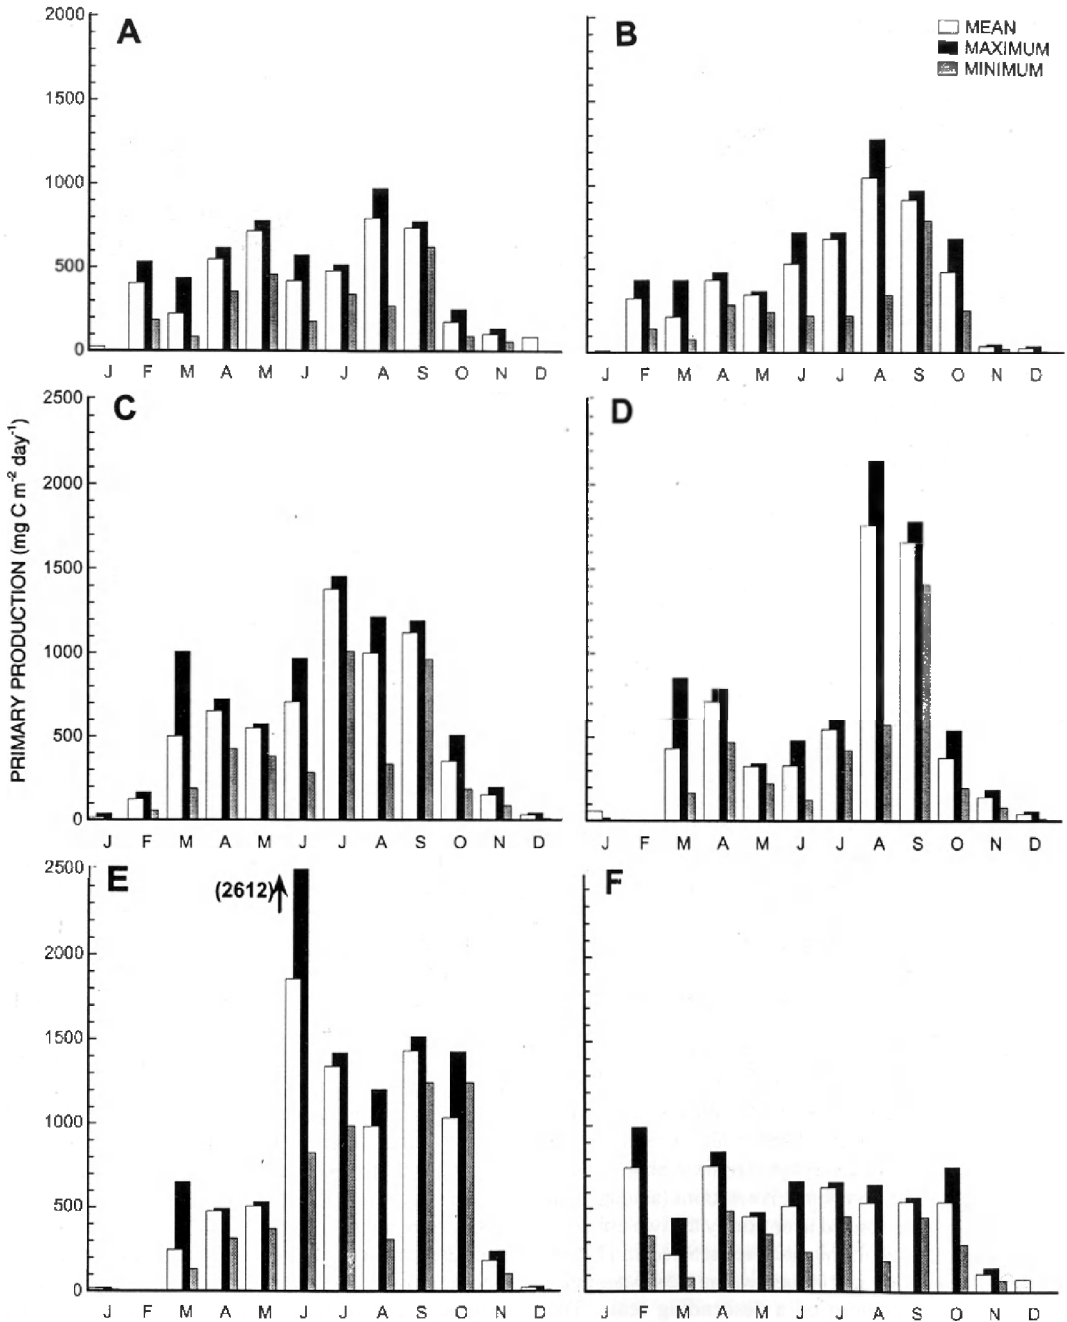 A
B
MEAN
MAXIMUM
MINIMUM
2000
1500
1000
500
0
J F M A M J J A S O N D
J F M A M J J A S O N D
PRIMARY PRODUCTION (mg C m-2 day-1)
C
D
2500
2000
1500
1000
500
0
J F M A M J J A S O N D
J F M A M J J A S O N D
E
F
(2612)
2500
2000
1500
1000
500
0
J F M A M J J A S O N D
J F M A M J J A S O N D